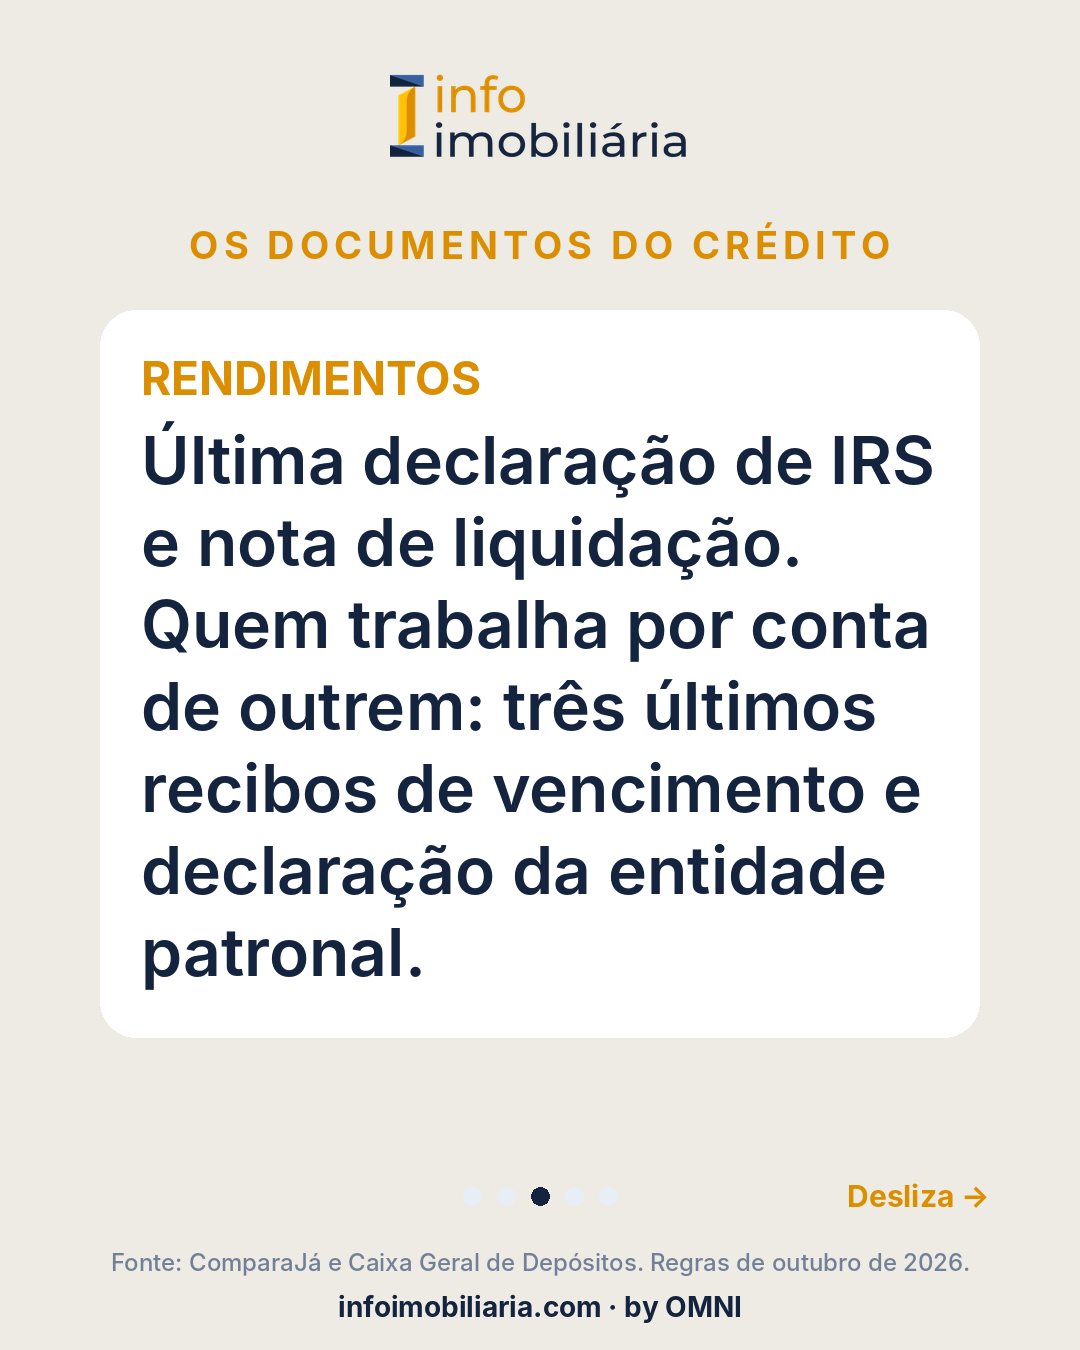 info
imobiliária
OS DOCUMENTOS DO CRÉDITO
RENDIMENTOS
Última declaração de IRS
e nota de liquidação.
Quem trabalha por conta
de outrem: três últimos
recibos de vencimento e
declaração da entidade
patronal.
Desliza →
Fonte: ComparaJá e Caixa Geral de Depósitos. Regras de outubro de 2026.
infoimobiliaria.com · by OMNI